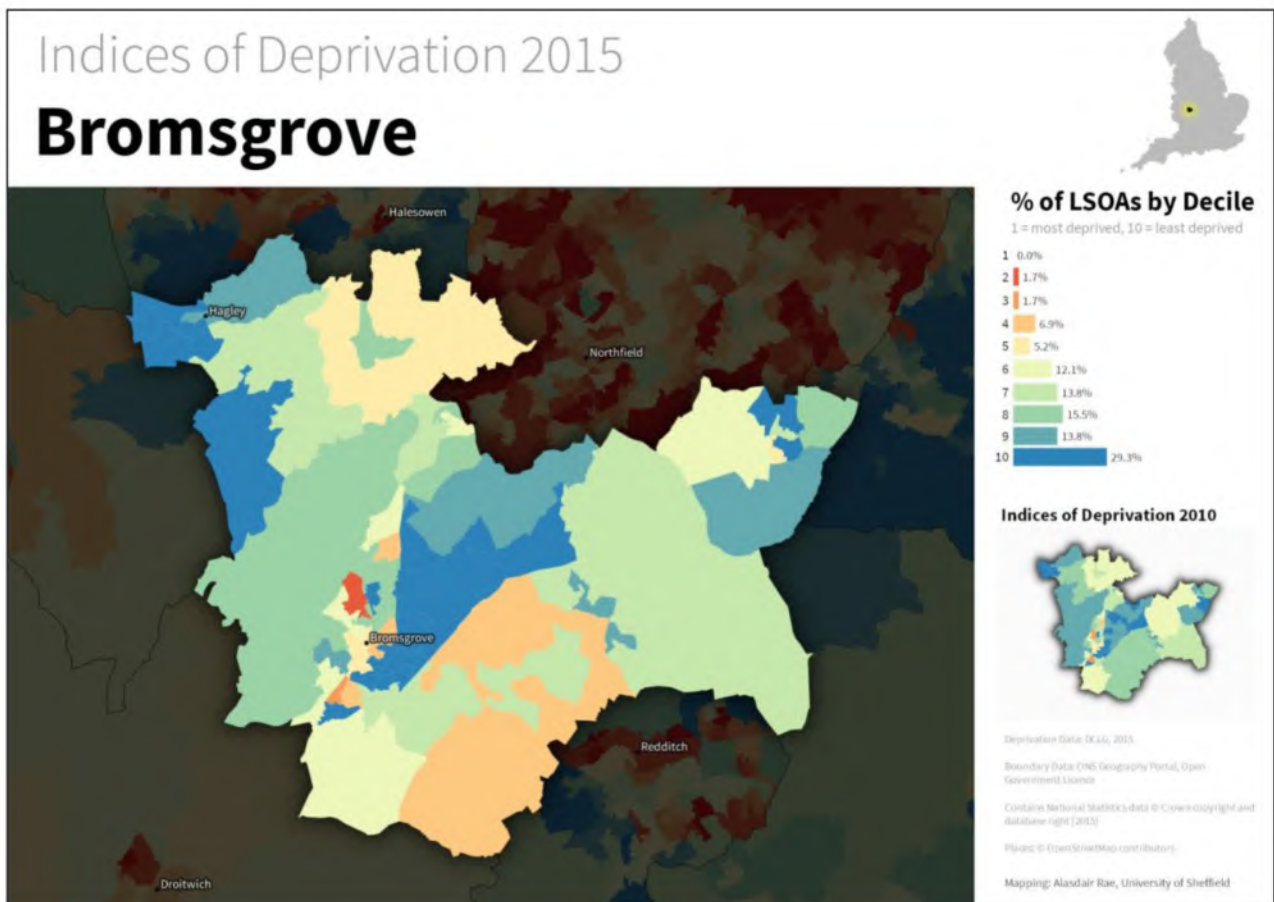 Indices of Deprivation 2015
Bromsgrove
Halesowen
Hagley
Northfield
Bromsgrove
Redditch
Droitwich
% of LSOAs by Decile
1 = most deprived, 10 = least deprived
1 0.0%
2 1.7%
3 1.7%
4 6.9%
5 5.2%
6 12.1%
7 13.8%
8 15.5%
9 13.8%
10 29.3%
Indices of Deprivation 2010
Deprivation Data: DCLG, 2015
Boundary Data: ONS Geography Portal, Open
Government Licence
Contains National Statistics data © Crown copyright and
database right (2015)
Places: © OpenStreetMap contributors
Mapping: Alasdair Rae, University of Sheffield